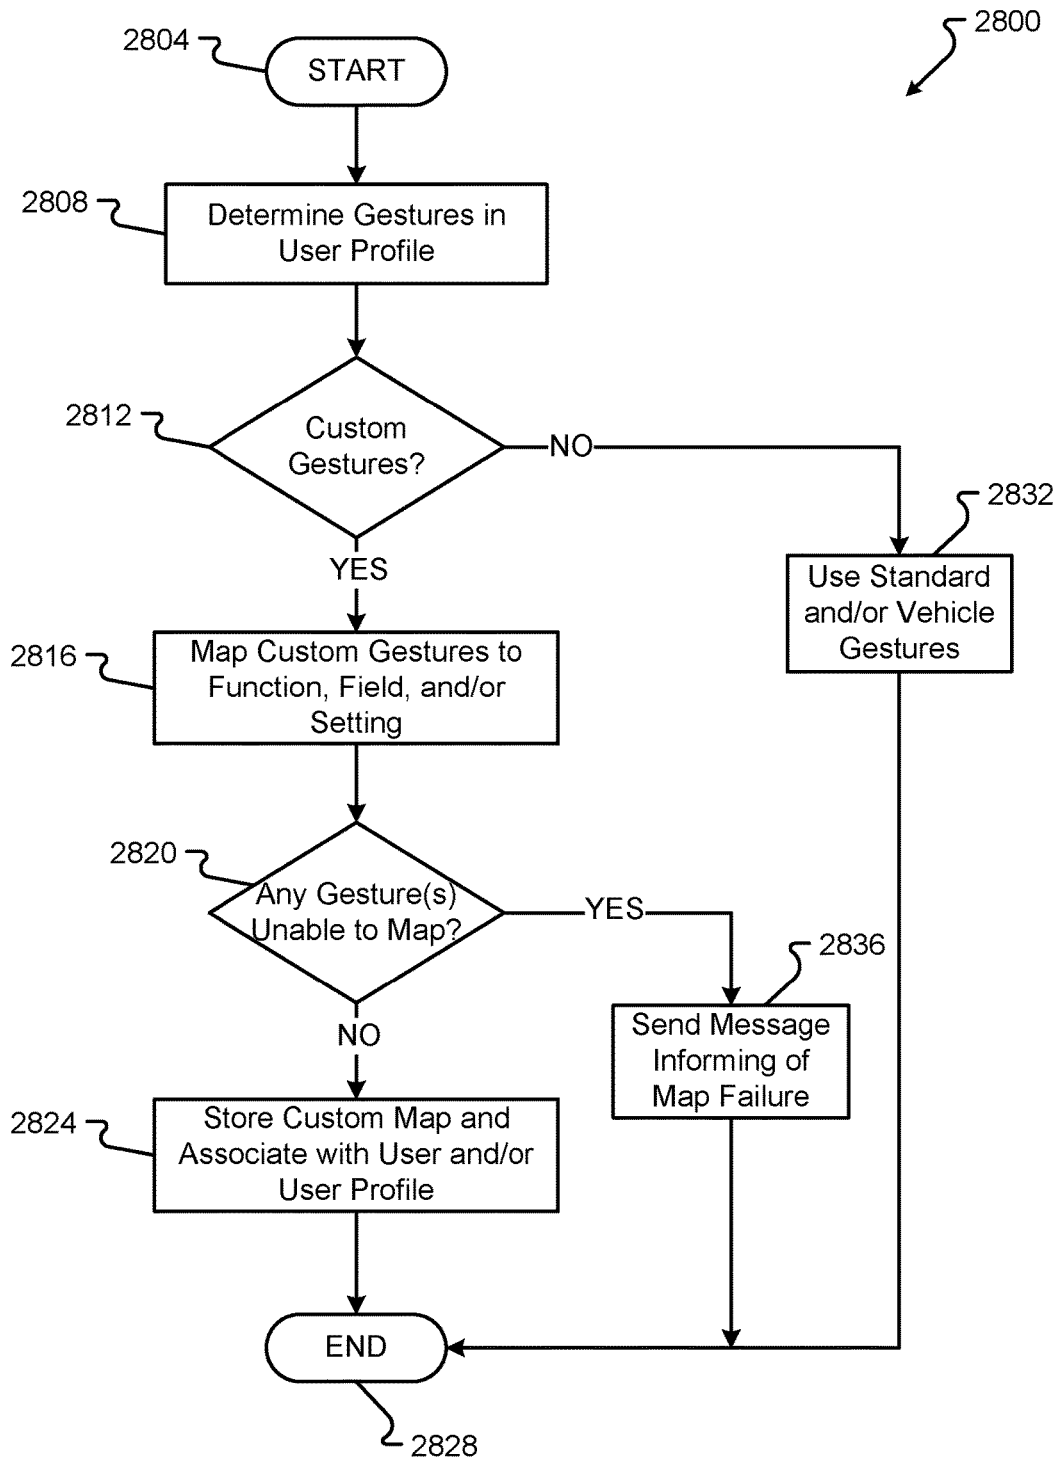 2800
2804
START
2808
Determine Gestures in
User Profile
2812
Custom
Gestures?
NO
YES
2832
Use Standard
and/or Vehicle
Gestures
2816
Map Custom Gestures to
Function, Field, and/or
Setting
2820
Any Gesture(s)
Unable to Map?
YES
NO
2836
Send Message
Informing of
Map Failure
2824
Store Custom Map and
Associate with User and/or
User Profile
END
2828